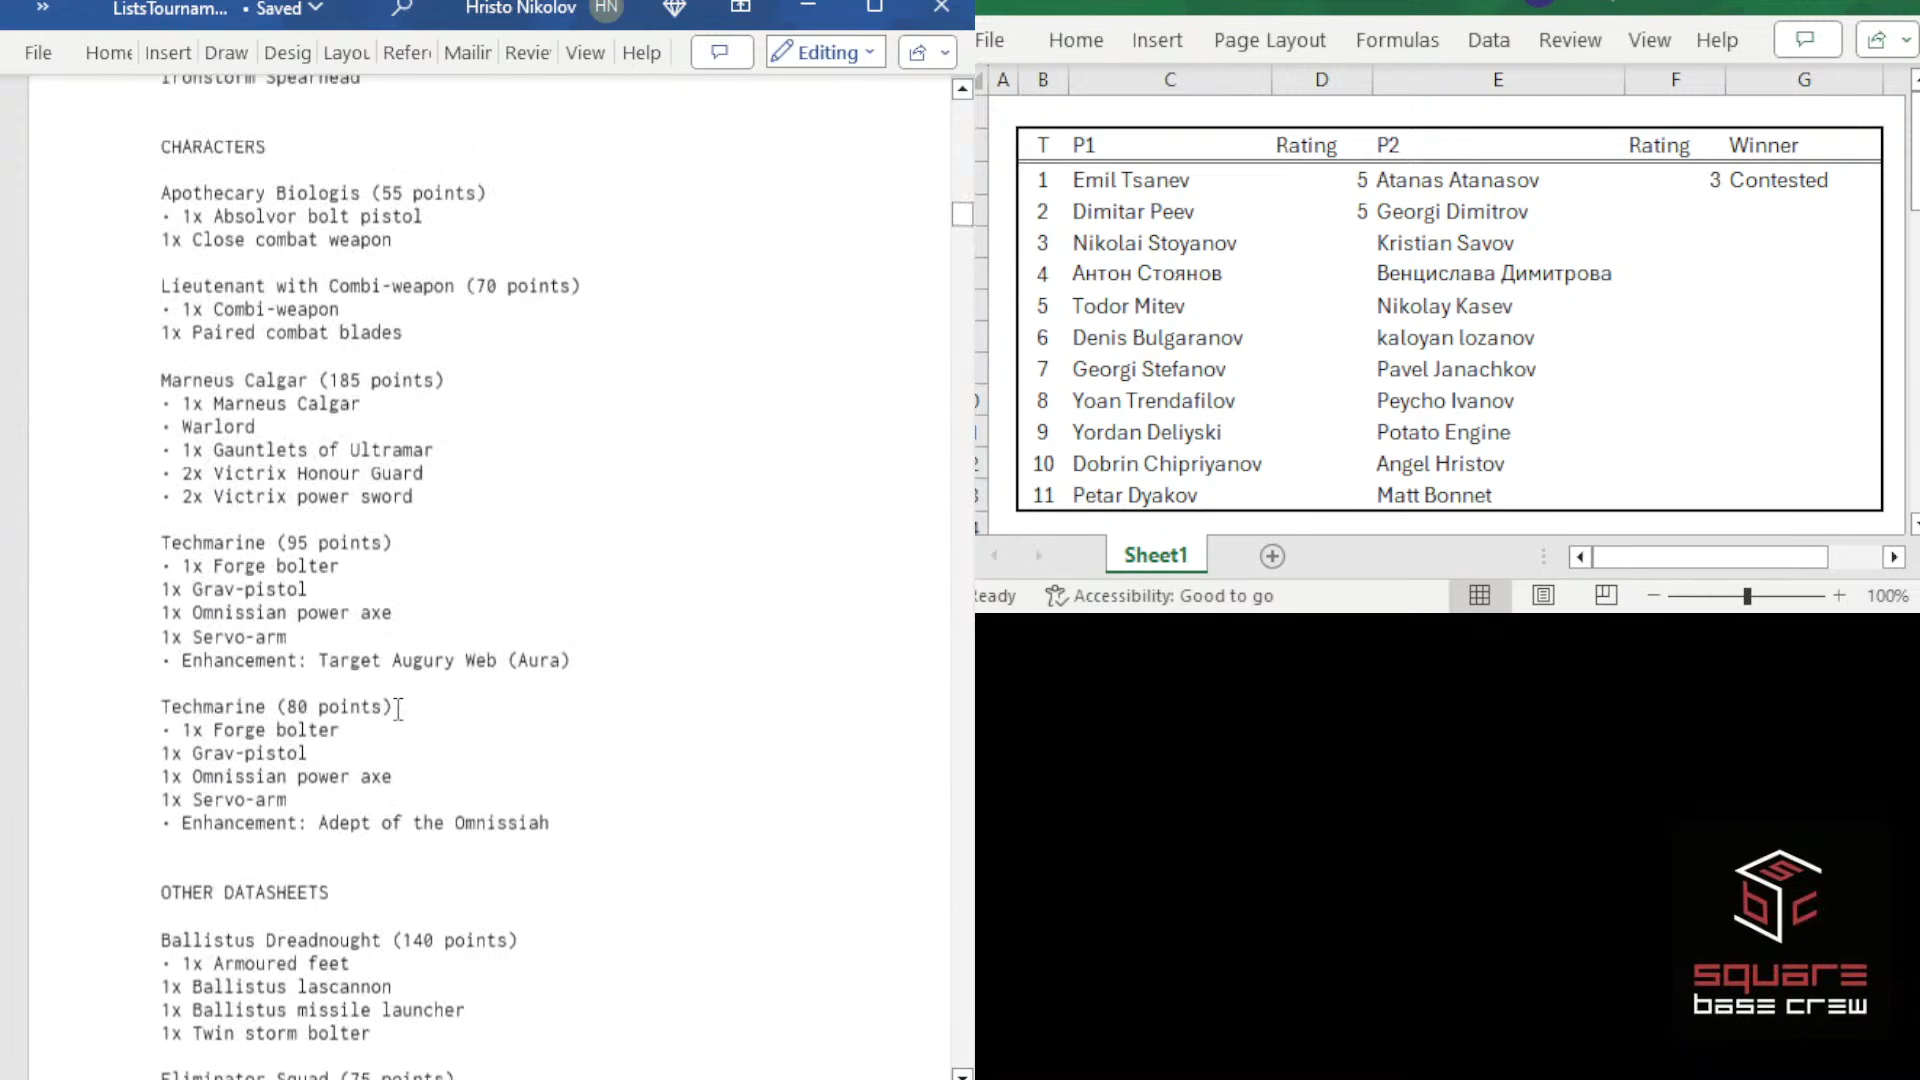 ListsTournam... • Saved
Hristo Nikolov HN
File Home Insert Draw Desig Layou Refer Mailin Revie View Help Editing
Ironstorm Spearhead
CHARACTERS
Apothecary Biologis (55 points)
• 1x Absolvor bolt pistol
1x Close combat weapon
Lieutenant with Combi-weapon (70 points)
• 1x Combi-weapon
1x Paired combat blades
Marneus Calgar (185 points)
• 1x Marneus Calgar
• Warlord
• 1x Gauntlets of Ultramar
• 2x Victrix Honour Guard
• 2x Victrix power sword
Techmarine (95 points)
• 1x Forge bolter
1x Grav-pistol
1x Omnissian power axe
1x Servo-arm
• Enhancement: Target Augury Web (Aura)
Techmarine (80 points)
• 1x Forge bolter
1x Grav-pistol
1x Omnissian power axe
1x Servo-arm
• Enhancement: Adept of the Omnissiah
OTHER DATASHEETS
Ballistus Dreadnought (140 points)
• 1x Armoured feet
1x Ballistus lascannon
1x Ballistus missile launcher
1x Twin storm bolter
Eliminator Squad (75 points)
File Home Insert Page Layout Formulas Data Review View Help
A B C D E F G
T P1 Rating P2 Rating Winner
1 Emil Tsanev 5 Atanas Atanasov 3 Contested
2 Dimitar Peev 5 Georgi Dimitrov
3 Nikolai Stoyanov Kristian Savov
4 Антон Стоянов Венцислава Димитрова
5 Todor Mitev Nikolay Kasev
6 Denis Bulgaranov kaloyan lozanov
7 Georgi Stefanov Pavel Janachkov
8 Yoan Trendafilov Peycho Ivanov
9 Yordan Deliyski Potato Engine
10 Dobrin Chipriyanov Angel Hristov
11 Petar Dyakov Matt Bonnet
Sheet1
eady Accessibility: Good to go 100%
sbc
square
base crew